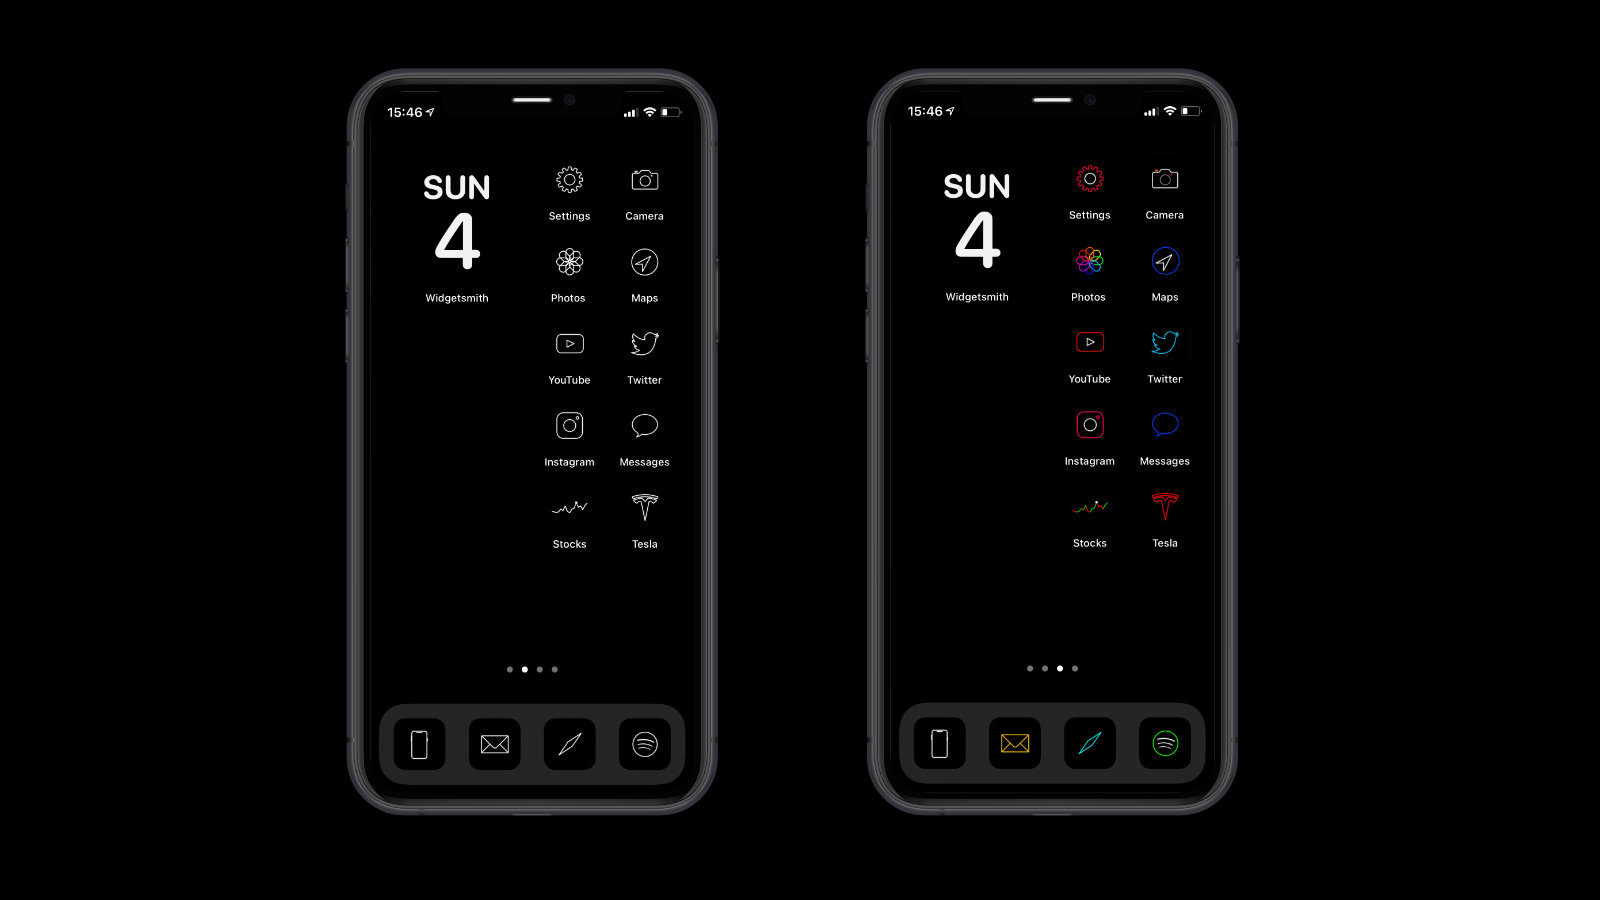 15:46
SUN
4
Widgetsmith
Settings Camera
Photos Maps
YouTube Twitter
Instagram Messages
Stocks Tesla
15:46
SUN
4
Widgetsmith
Settings Camera
Photos Maps
YouTube Twitter
Instagram Messages
Stocks Tesla